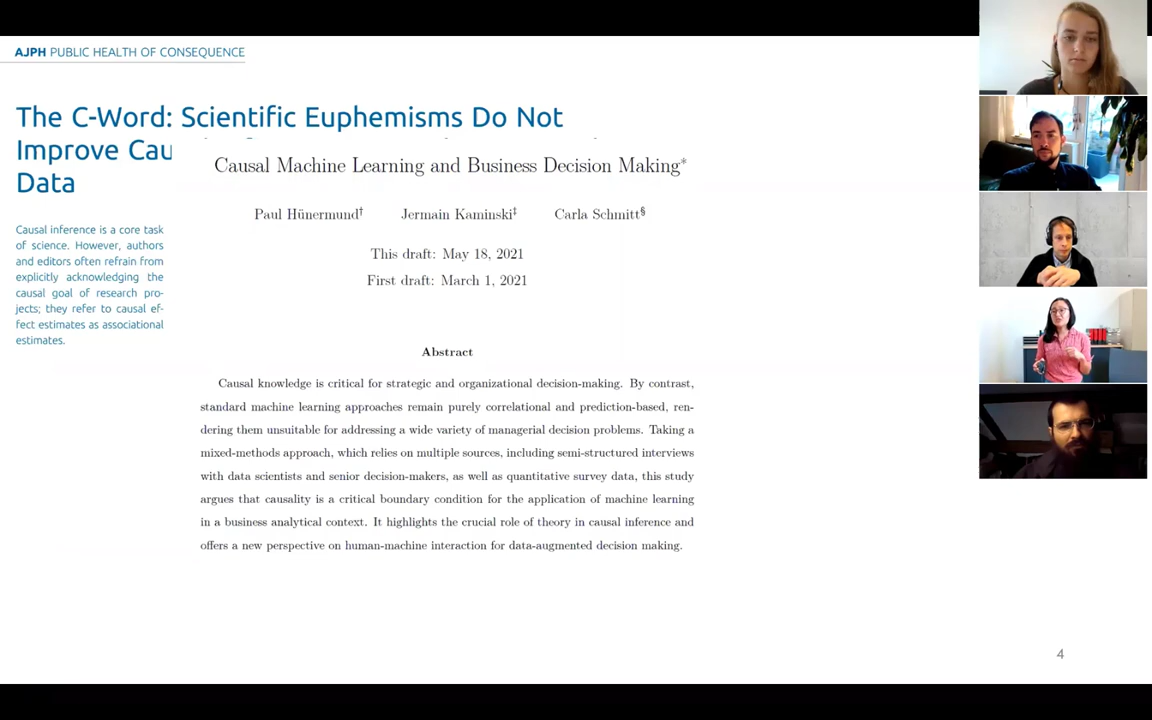 AJPH PUBLIC HEALTH OF CONSEQUENCE
The C-Word: Scientific Euphemisms Do Not
Improve Cau
Data
Causal inference is a core task
of science. However, authors
and editors often refrain from
explicitly acknowledging the
causal goal of research pro-
jects; they refer to causal ef-
fect estimates as associational
estimates.
Causal Machine Learning and Business Decision Making*
Paul Hünermund† Jermain Kaminski‡ Carla Schmitt§
This draft: May 18, 2021
First draft: March 1, 2021
Abstract
Causal knowledge is critical for strategic and organizational decision-making. By contrast,
standard machine learning approaches remain purely correlational and prediction-based, ren-
dering them unsuitable for addressing a wide variety of managerial decision problems. Taking a
mixed-methods approach, which relies on multiple sources, including semi-structured interviews
with data scientists and senior decision-makers, as well as quantitative survey data, this study
argues that causality is a critical boundary condition for the application of machine learning
in a business analytical context. It highlights the crucial role of theory in causal inference and
offers a new perspective on human-machine interaction for data-augmented decision making.
4